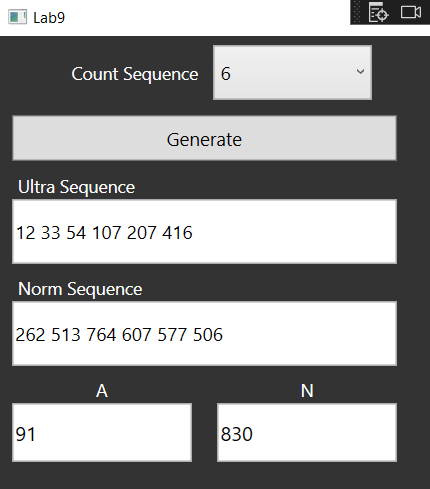 Lab9
Count Sequence 6
Generate
Ultra Sequence
12 33 54 107 207 416
Norm Sequence
262 513 764 607 577 506
A N
91 830